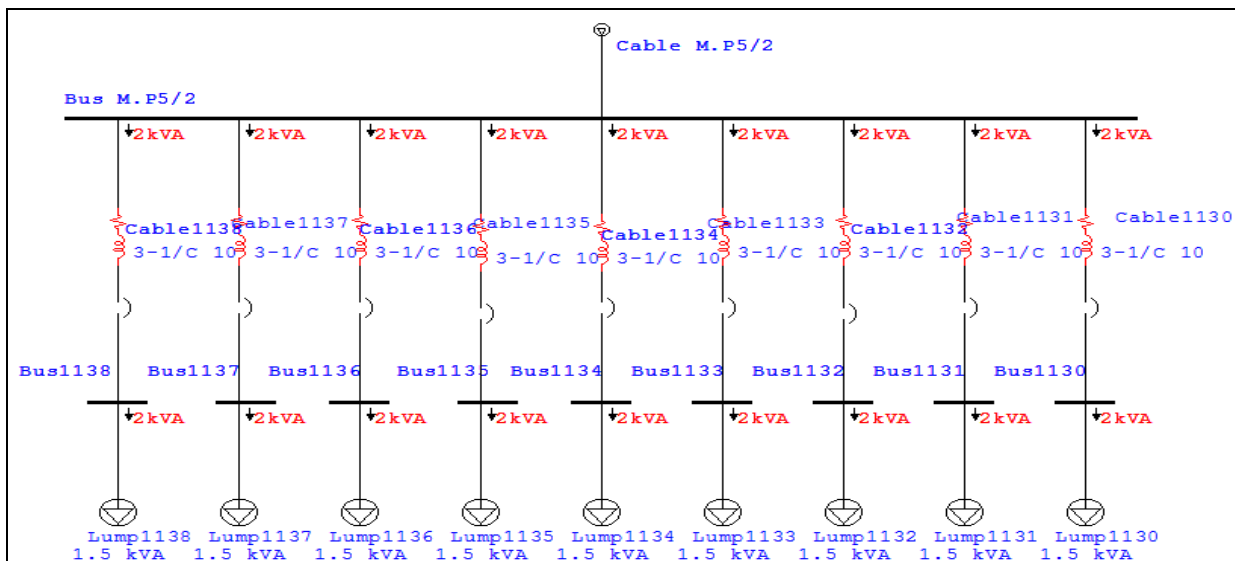 Cable M.P5/2
Bus M.P5/2
2kVA 2kVA 2kVA 2kVA 2kVA 2kVA 2kVA 2kVA 2kVA
Cable1138 Cable1137 Cable1136 Cable1135 Cable1134 Cable1133 Cable1132 Cable1131 Cable1130
3-1/C 10 3-1/C 10 3-1/C 10 3-1/C 10 3-1/C 10 3-1/C 10 3-1/C 10 3-1/C 10 3-1/C 10
Bus1138 Bus1137 Bus1136 Bus1135 Bus1134 Bus1133 Bus1132 Bus1131 Bus1130
2kVA 2kVA 2kVA 2kVA 2kVA 2kVA 2kVA 2kVA 2kVA
Lump1138 Lump1137 Lump1136 Lump1135 Lump1134 Lump1133 Lump1132 Lump1131 Lump1130
1.5 kVA 1.5 kVA 1.5 kVA 1.5 kVA 1.5 kVA 1.5 kVA 1.5 kVA 1.5 kVA 1.5 kVA